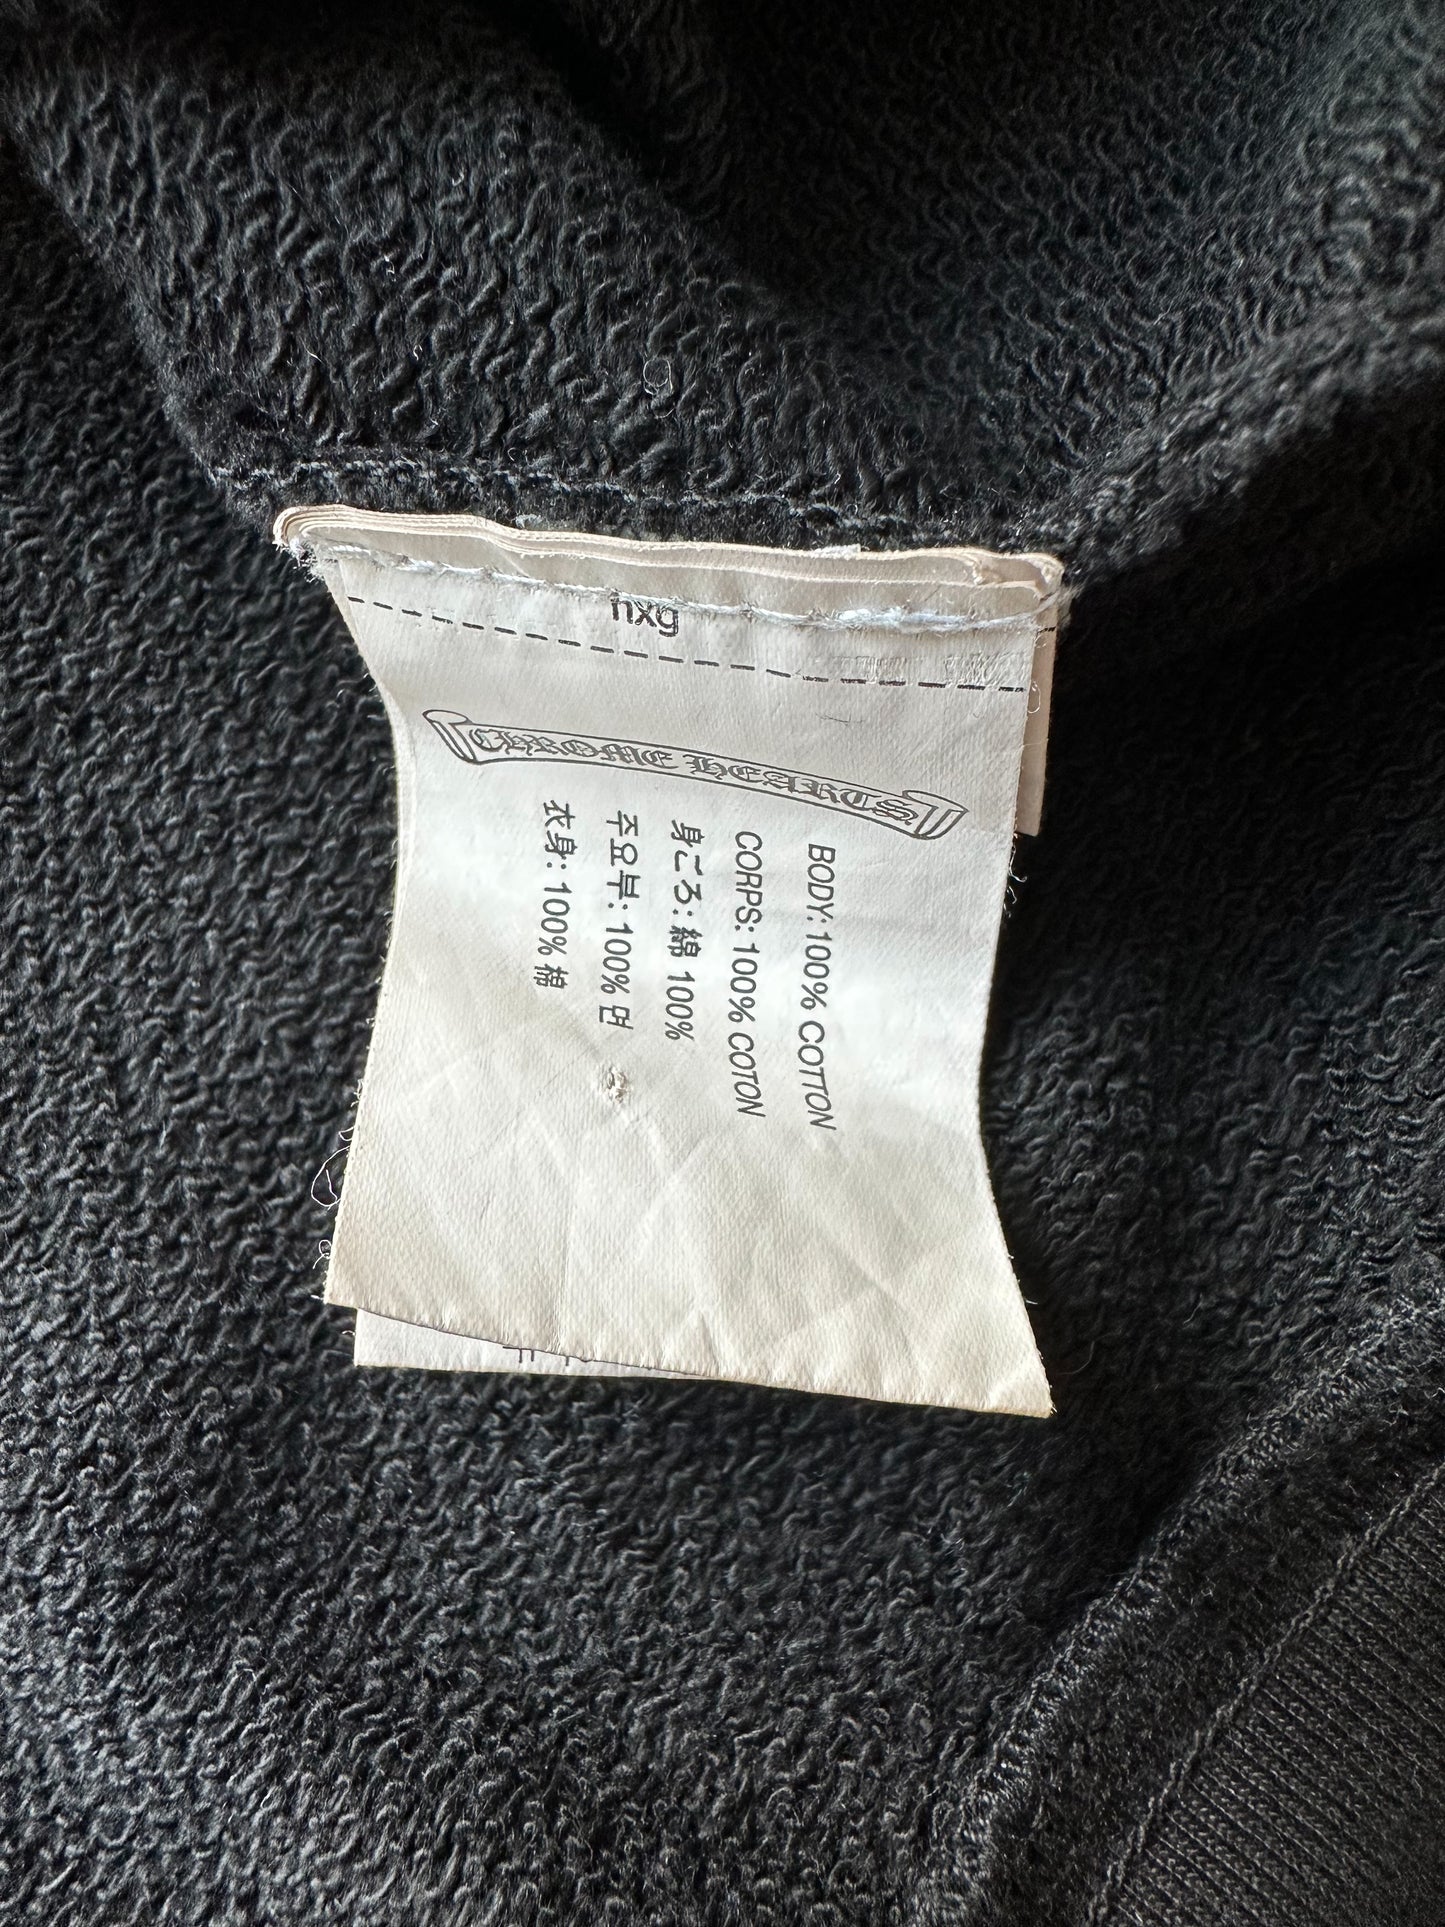 nxg
CHROME HEARTS
BODY: 100% COTTON
CORPS: 100% COTON
身ごろ: 綿 100%
주요부: 100% 면
衣身: 100% 棉